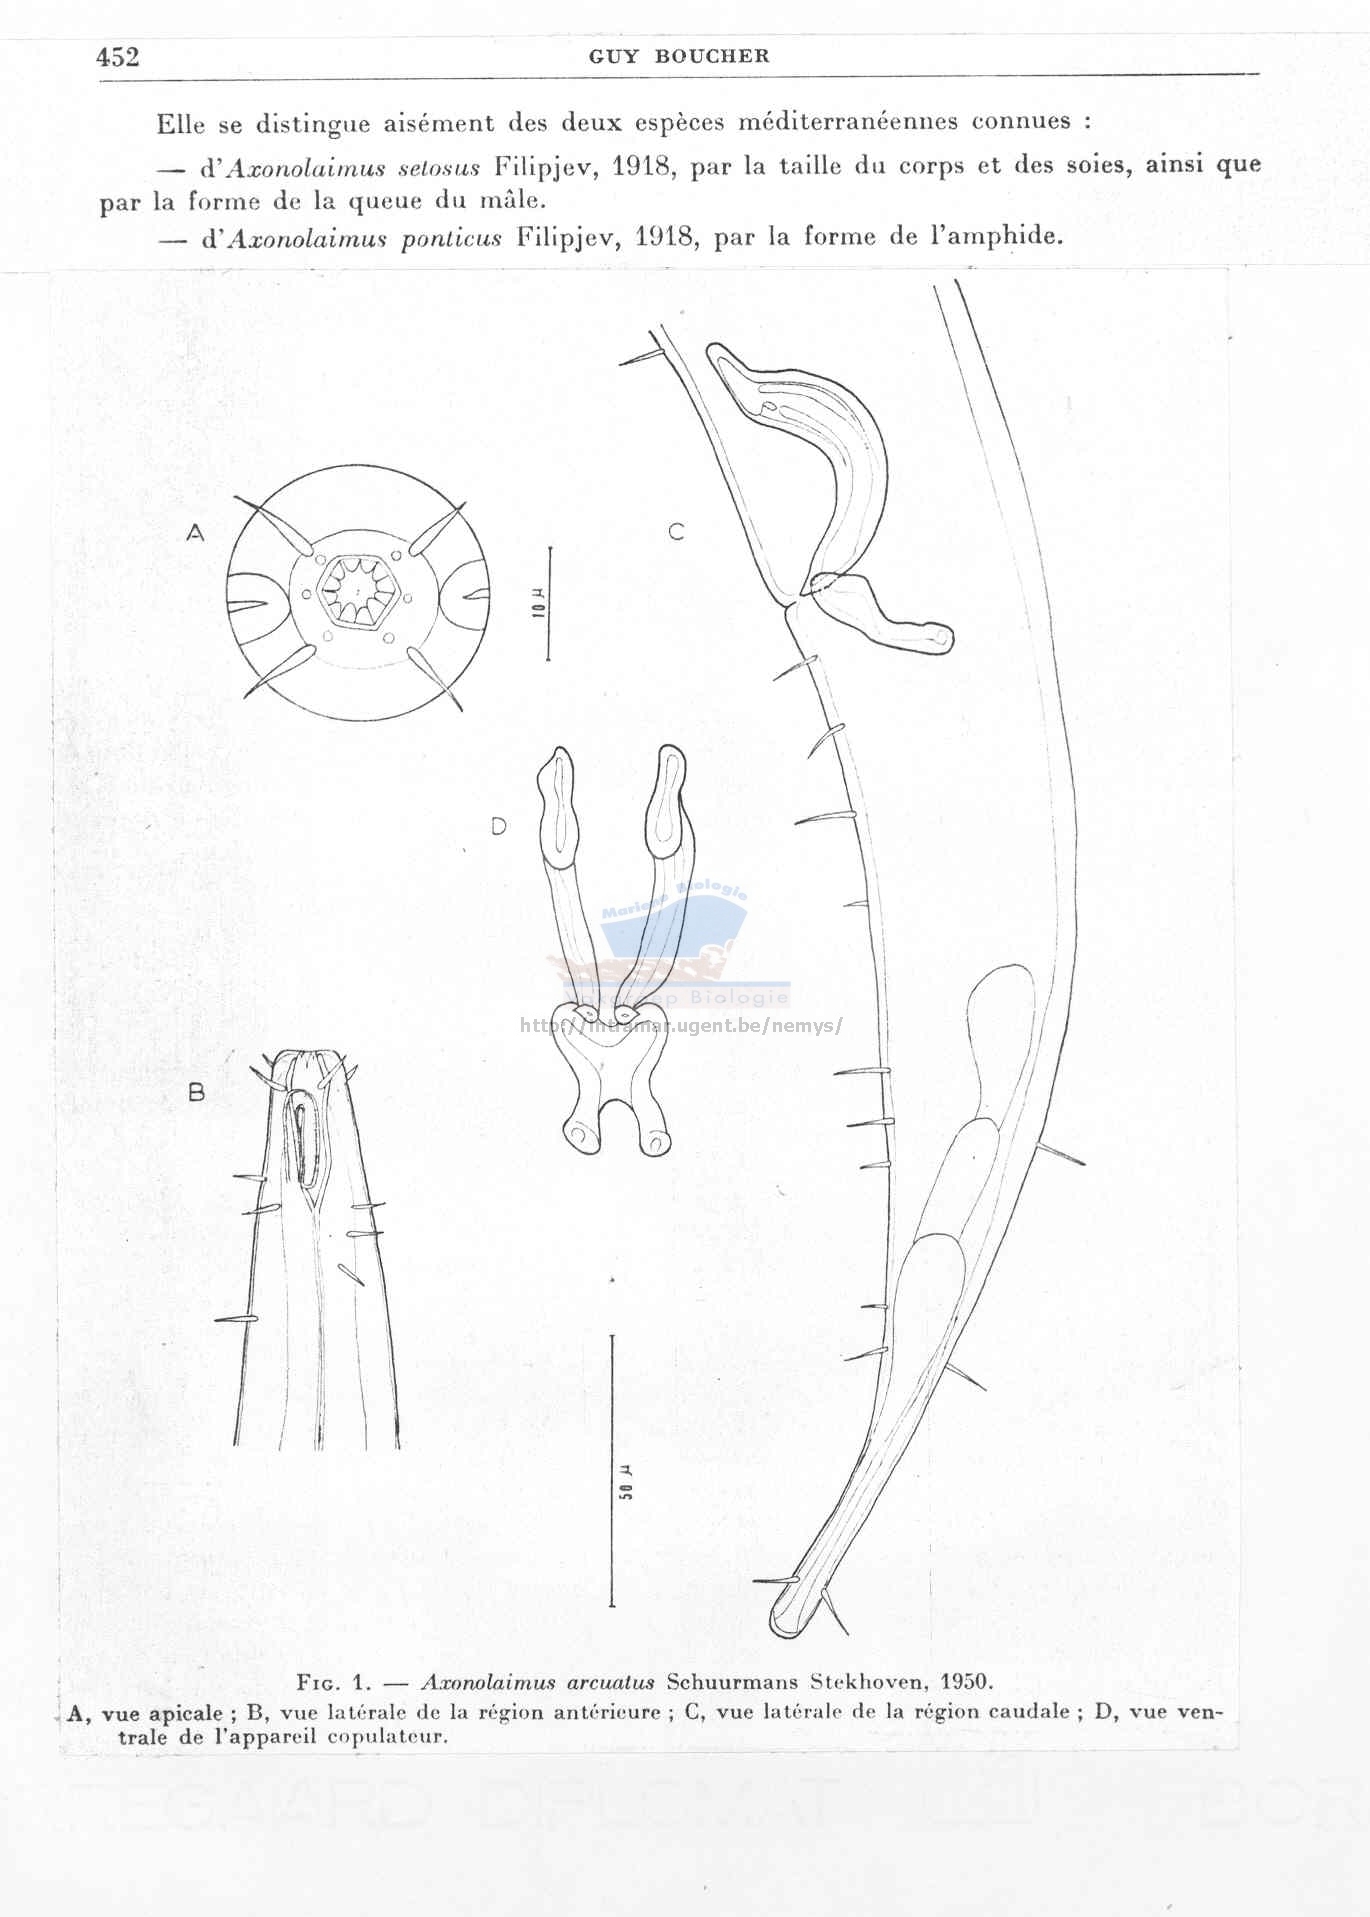 452
GUY BOUCHER
Elle se distingue aisément des deux espèces méditerranéennes connues :
— d'Axonolaimus setosus Filipjev, 1918, par la taille du corps et des soies, ainsi que
par la forme de la queue du mâle.
— d'Axonolaimus ponticus Filipjev, 1918, par la forme de l'amphide.
A
10 µ
C
D
Mariene Biologie
Vakgroep Biologie
http://intramar.ugent.be/nemys/
B
50 µ
FIG. 1. — Axonolaimus arcuatus Schuurmans Stekhoven, 1950.
A, vue apicale ; B, vue latérale de la région antérieure ; C, vue latérale de la région caudale ; D, vue ven-
trale de l'appareil copulateur.